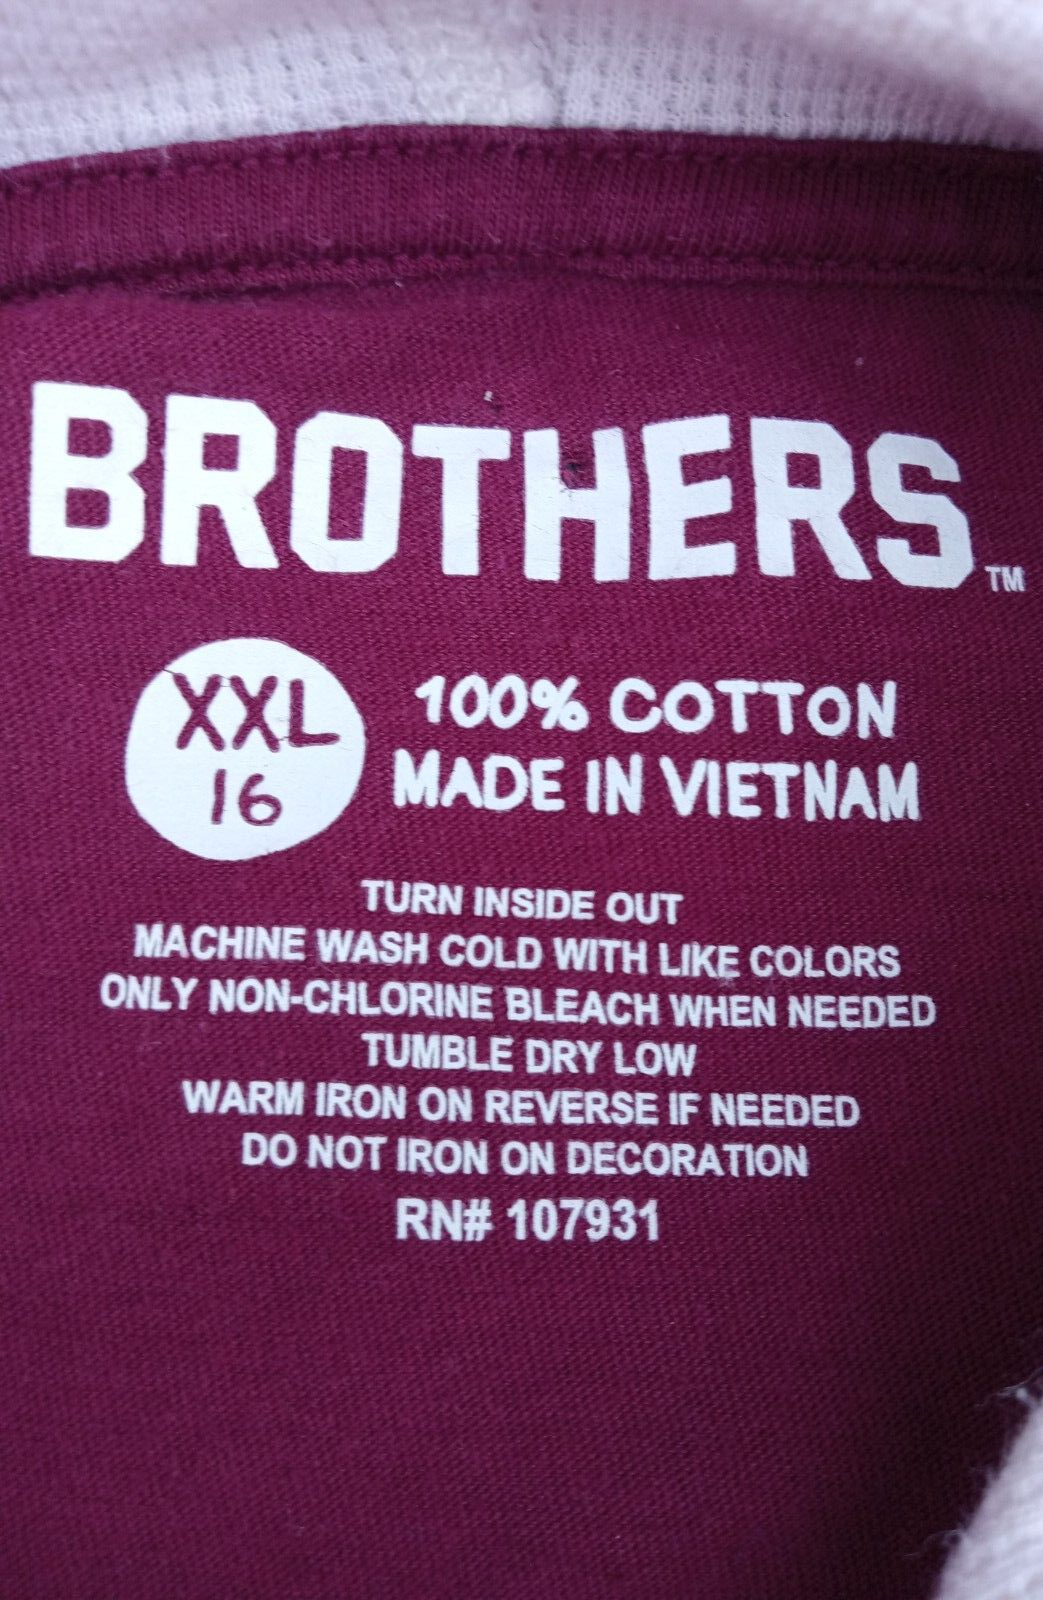 BROTHERS™
XXL
16
100% COTTON
MADE IN VIETNAM
TURN INSIDE OUT
MACHINE WASH COLD WITH LIKE COLORS
ONLY NON-CHLORINE BLEACH WHEN NEEDED
TUMBLE DRY LOW
WARM IRON ON REVERSE IF NEEDED
DO NOT IRON ON DECORATION
RN# 107931